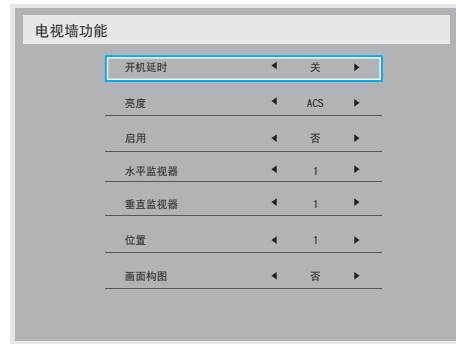 电视墙功能
开机延时 ◀ 关 ▶
亮度 ◀ ACS ▶
启用 ◀ 否 ▶
水平监视器 ◀ 1 ▶
垂直监视器 ◀ 1 ▶
位置 ◀ 1 ▶
画面构图 ◀ 否 ▶